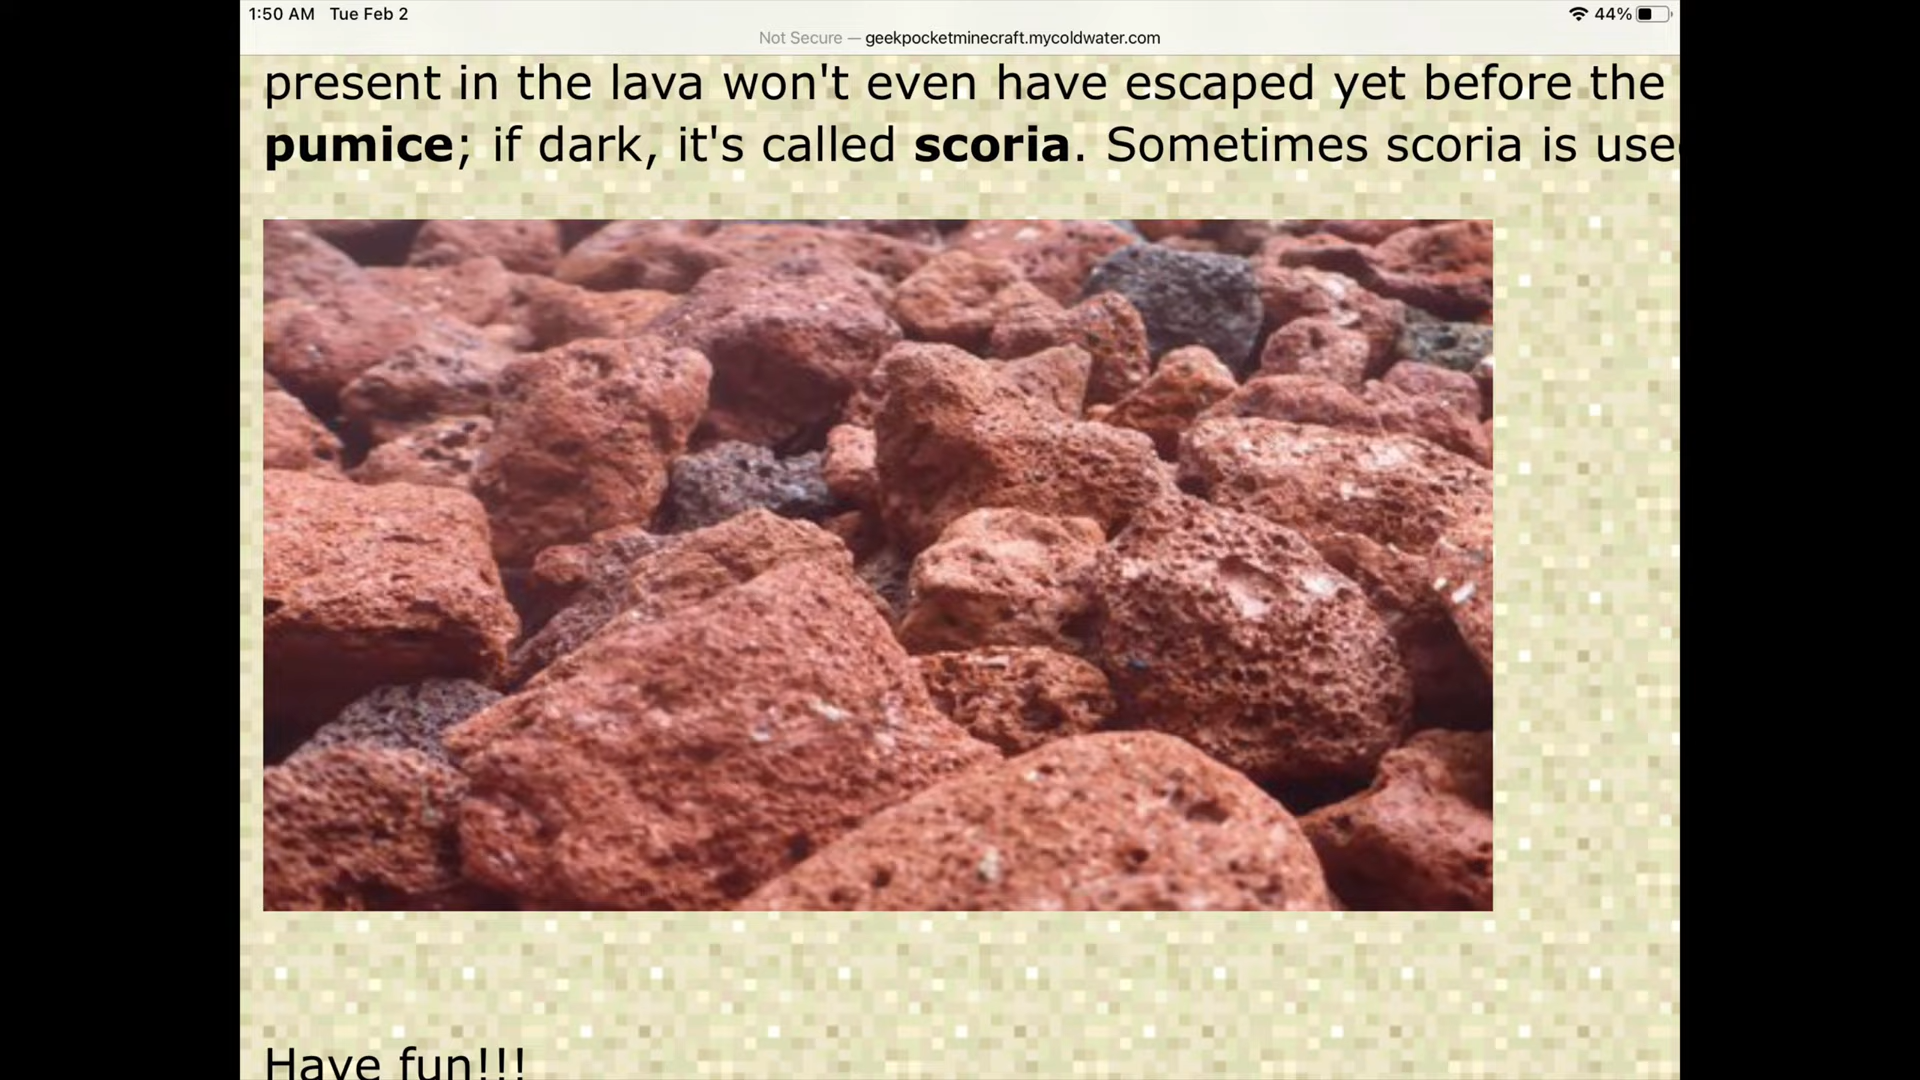 1:50 AM Tue Feb 2 44%
Not Secure — geekpocketminecraft.mycoldwater.com
present in the lava won't even have escaped yet before the
pumice; if dark, it's called scoria. Sometimes scoria is use
Have fun!!!